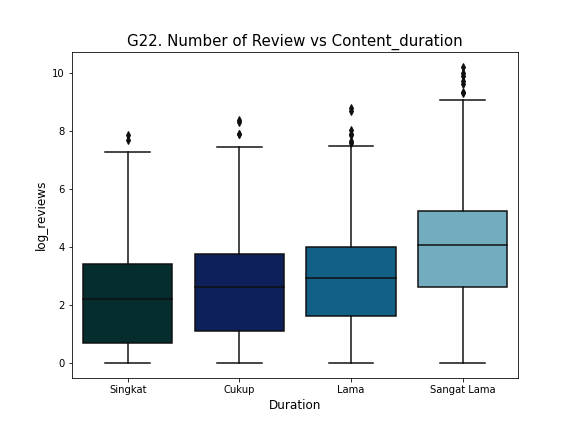 G22. Number of Review vs Content_duration
10
8
6
4
2
0
log_reviews
Singkat Cukup Lama Sangat Lama
Duration